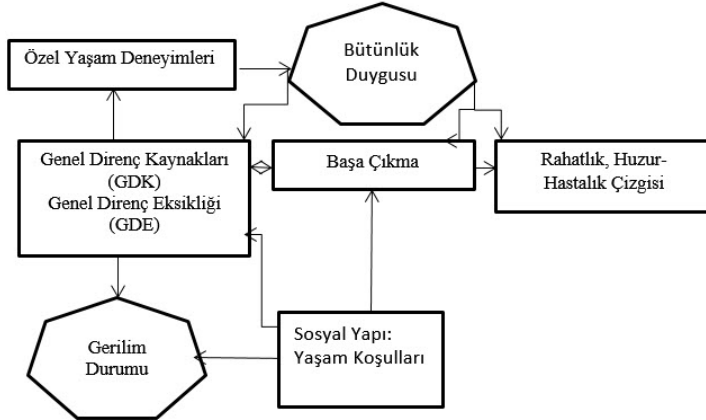 Özel Yaşam Deneyimleri
Bütünlük
Duygusu
Genel Direnç Kaynakları
(GDK)
Genel Direnç Eksikliği
(GDE)
Başa Çıkma
Rahatlık, Huzur-
Hastalık Çizgisi
Gerilim
Durumu
Sosyal Yapı:
Yaşam Koşulları